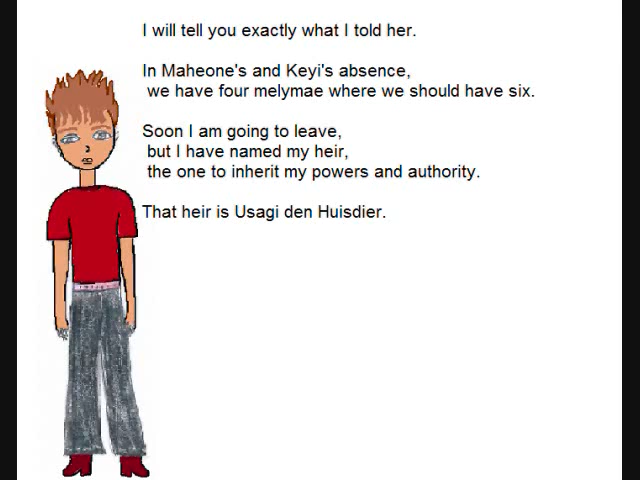 I will tell you exactly what I told her.
In Maheone's and Keyi's absence,
we have four melymae where we should have six.
Soon I am going to leave,
but I have named my heir,
the one to inherit my powers and authority.
That heir is Usagi den Huisdier.